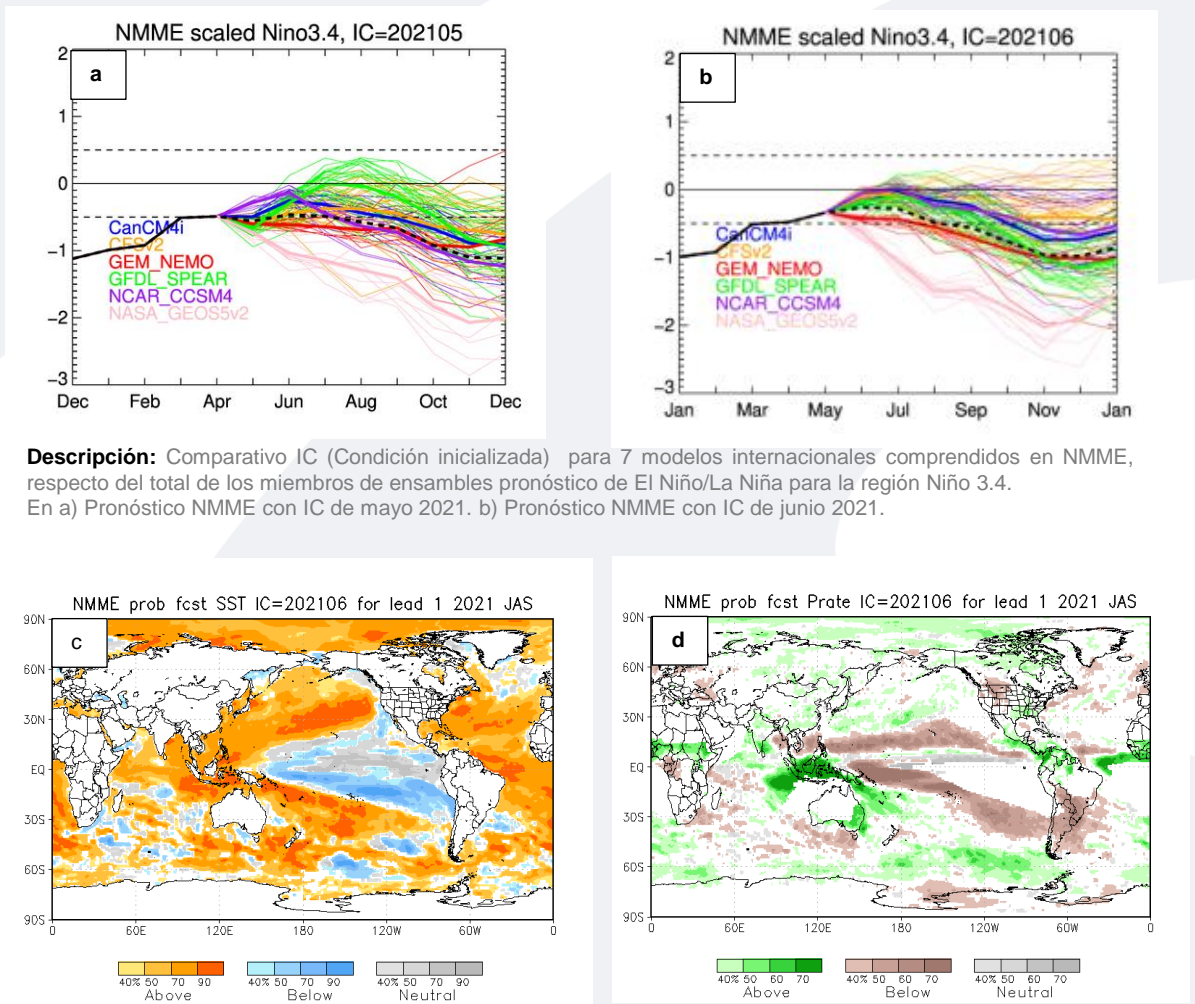 NMME scaled Nino3.4, IC=202105
a
2
1
0
−1
−2
−3
CanCM4i
CFSv2
GEM_NEMO
GFDL_SPEAR
NCAR_CCSM4
NASA_GEOS5v2
Dec Feb Apr Jun Aug Oct Dec
NMME scaled Nino3.4, IC=202106
b
2
1
0
−1
−2
−3
CanCM4i
CFSv2
GEM_NEMO
GFDL_SPEAR
NCAR_CCSM4
NASA_GEOS5v2
Jan Mar May Jul Sep Nov Jan
Descripción: Comparativo IC (Condición inicializada) para 7 modelos internacionales comprendidos en NMME,
respecto del total de los miembros de ensambles pronóstico de El Niño/La Niña para la región Niño 3.4.
En a) Pronóstico NMME con IC de mayo 2021. b) Pronóstico NMME con IC de junio 2021.
NMME prob fcst SST IC=202106 for lead 1 2021 JAS
c
90N
60N
30N
EQ
30S
60S
90S
0 60E 120E 180 120W 60W 0
40% 50 70 90 40% 50 70 90 40% 50 70 90
Above Below Neutral
NMME prob fcst Prate IC=202106 for lead 1 2021 JAS
d
90N
60N
30N
EQ
30S
60S
90S
0 60E 120E 180 120W 60W 0
40% 50 60 70 40% 50 60 70 40% 50 60 70
Above Below Neutral